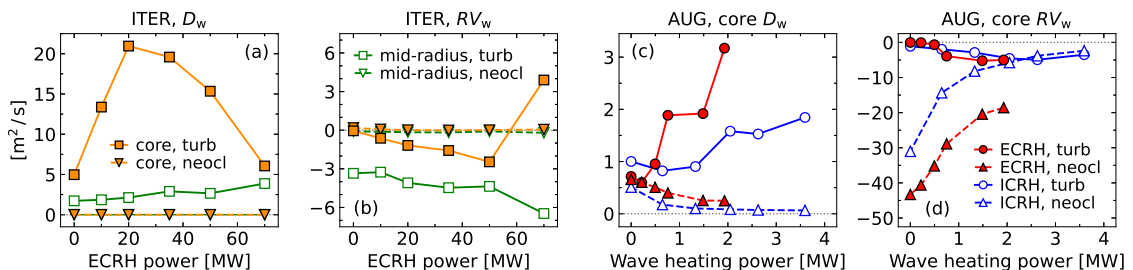 ITER, D_w
[m²/s]
20
15
10
5
0
(a)
core, turb
core, neocl
0 20 40 60
ECRH power [MW]
ITER, RV_w
6
3
0
−3
−6
mid-radius, turb
mid-radius, neocl
(b)
0 20 40 60
ECRH power [MW]
AUG, core D_w
3
2
1
0
(c)
0 1 2 3 4
Wave heating power [MW]
AUG, core RV_w
0
−10
−20
−30
−40
−50
ECRH, turb
ECRH, neocl
ICRH, turb
ICRH, neocl
(d)
0 1 2 3 4
Wave heating power [MW]